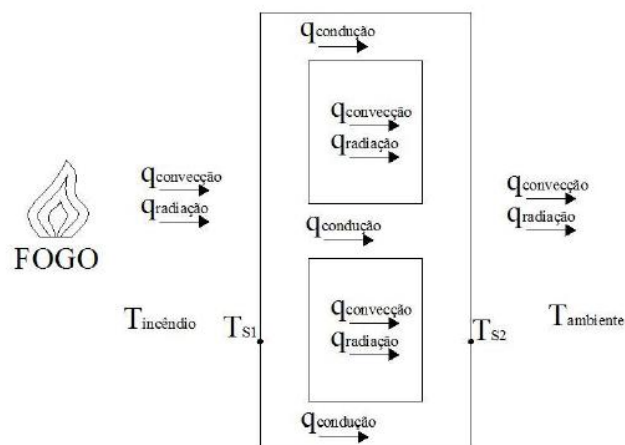 qcondução
qconvecção
qradiação
qconvecção
qradiação
qconvecção
qradiação
FOGO
qcondução
Tincêndio
TS1
qconvecção
qradiação
TS2
Tambiente
qcondução